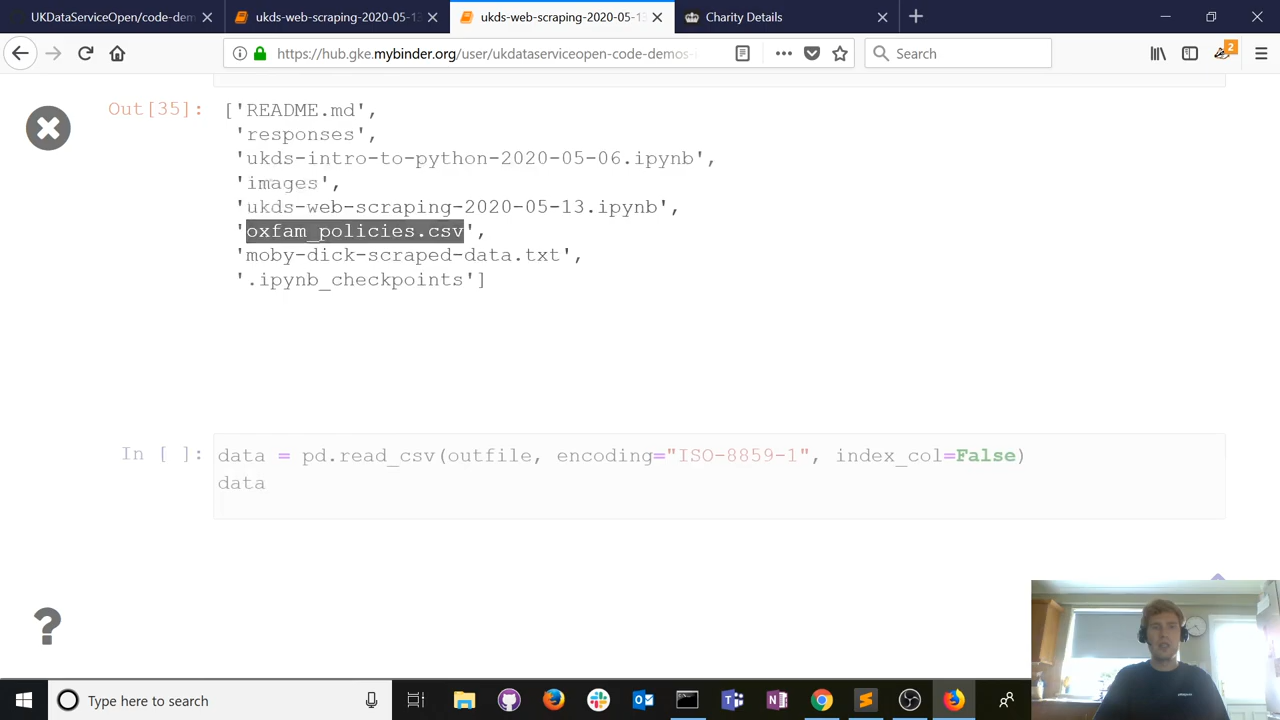 UKDataServiceOpen/code-dem
ukds-web-scraping-2020-05-13
ukds-web-scraping-2020-05-13
Charity Details
https://hub.gke.mybinder.org/user/ukdataserviceopen-code-demos-
Search
2
Out[35]: ['README.md',
'responses',
'ukds-intro-to-python-2020-05-06.ipynb',
'images',
'ukds-web-scraping-2020-05-13.ipynb',
'oxfam_policies.csv',
'moby-dick-scraped-data.txt',
'.ipynb_checkpoints']
In [ ]: data = pd.read_csv(outfile, encoding="ISO-8859-1", index_col=False)
data
?
Type here to search